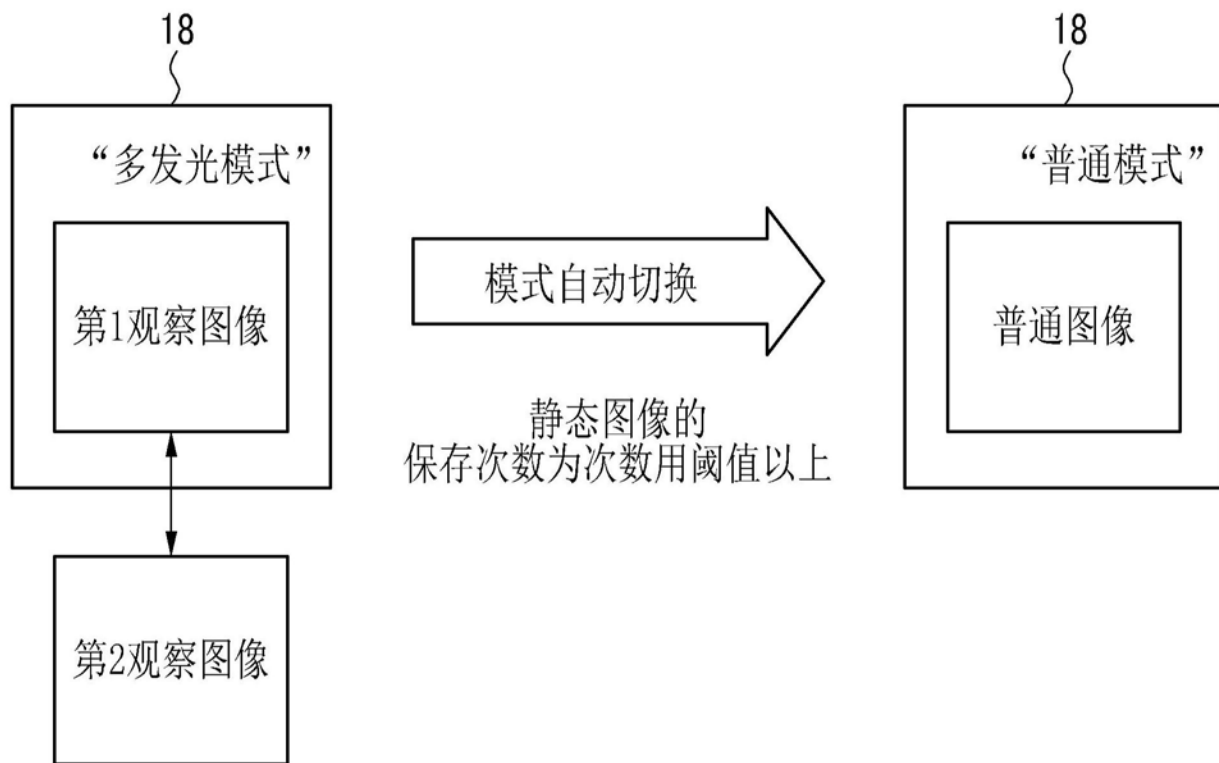 18
18
“多发光模式”
“普通模式”
第1观察图像
模式自动切换
普通图像
静态图像的
保存次数为次数用阈值以上
第2观察图像